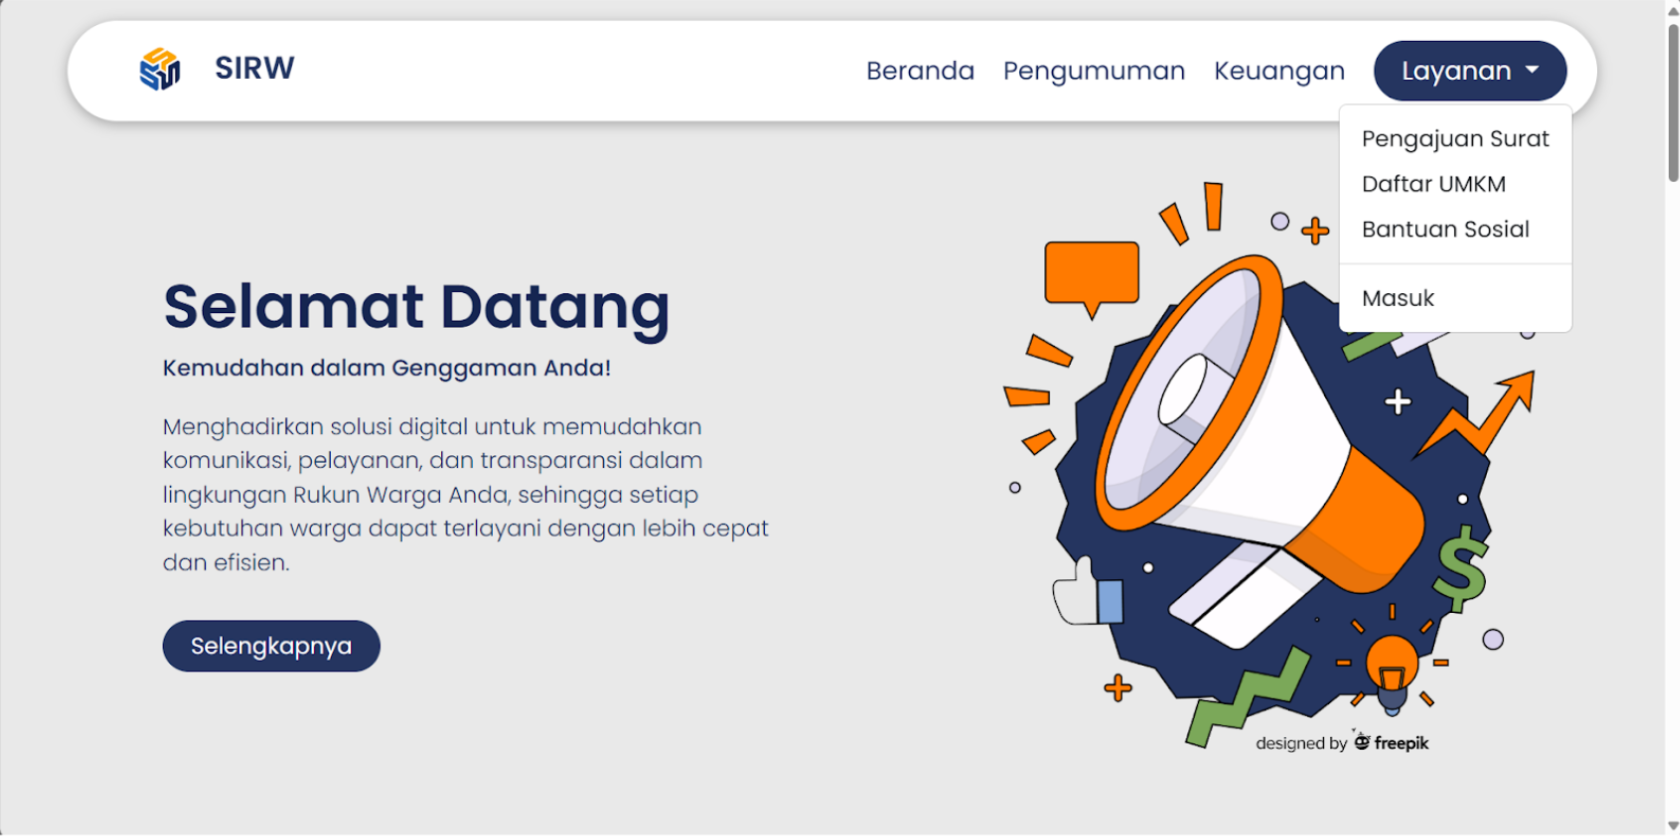 SIRW
Beranda Pengumuman Keuangan Layanan
Pengajuan Surat
Daftar UMKM
Bantuan Sosial
Masuk
Selamat Datang
Kemudahan dalam Genggaman Anda!
Menghadirkan solusi digital untuk memudahkan
komunikasi, pelayanan, dan transparansi dalam
lingkungan Rukun Warga Anda, sehingga setiap
kebutuhan warga dapat terlayani dengan lebih cepat
dan efisien.
Selengkapnya
designed by freepik